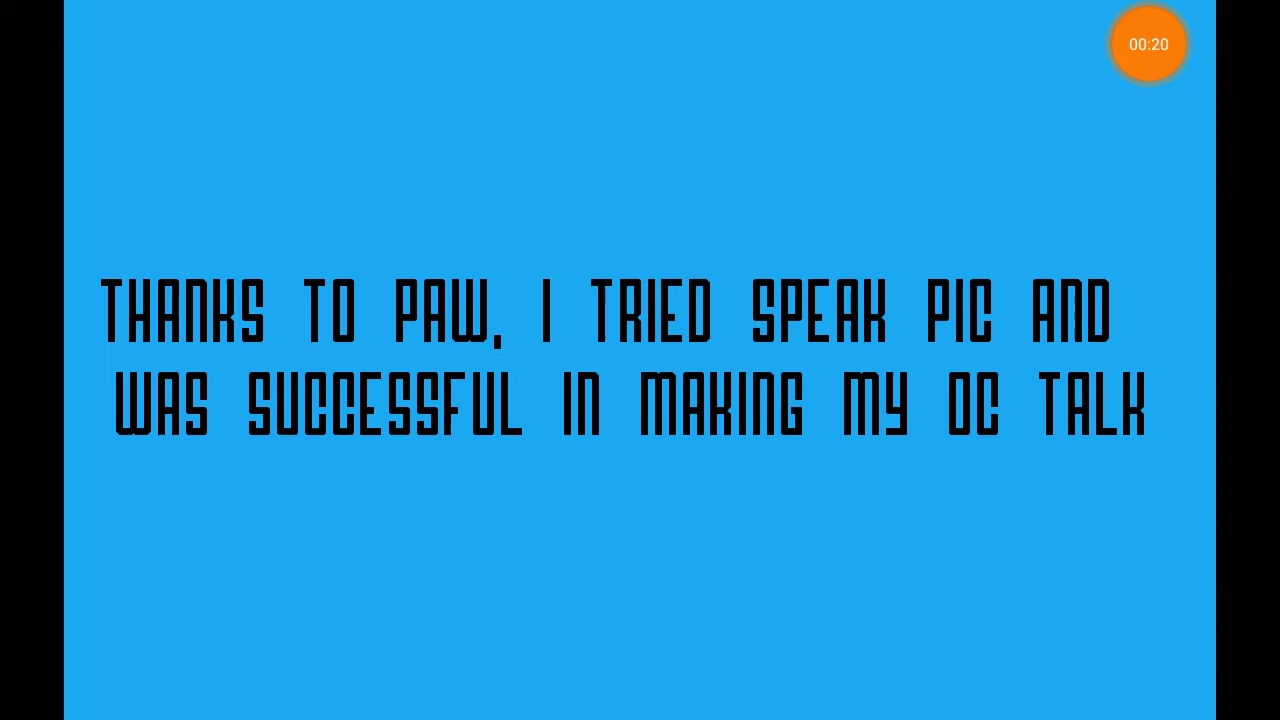 00:20
THANKS TO PAW, I TRIED SPEAK PIC AND
WAS SUCCESSFUL IN MAKING MY OC TALK